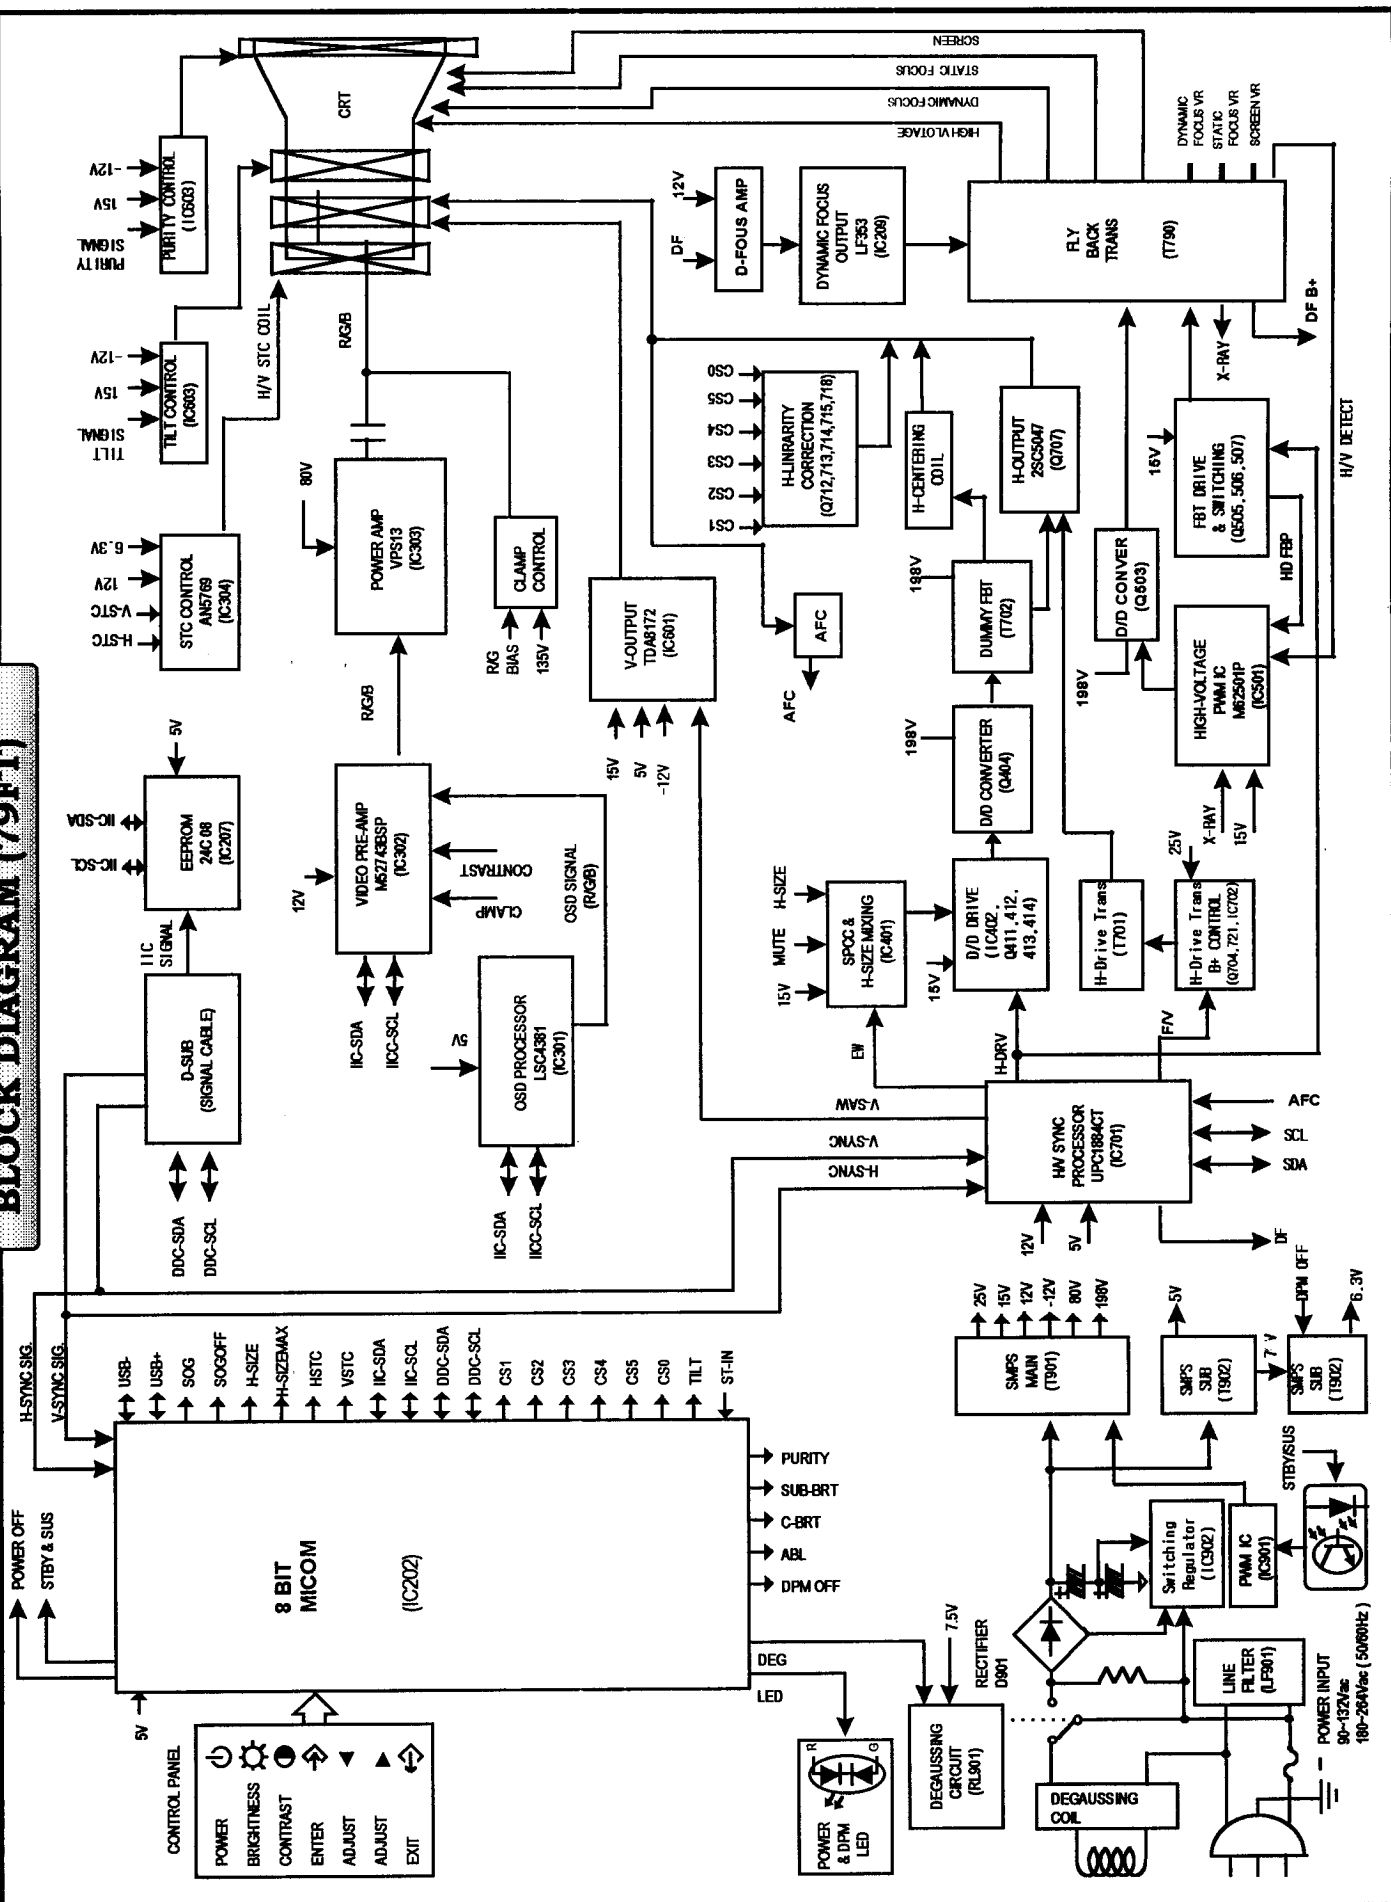 BLOCK DIAGRAM (79FT)
CONTROL PANEL
POWER
BRIGHTNESS
CONTRAST
ENTER
ADJUST
ADJUST
EXIT
5V
POWER OFF
STBY & SUS
H-SYNC SIG.
V-SYNC SIG.
8 BIT
MICOM
(IC202)
USB-
USB+
SOG
SOGOFF
H-SIZE
H-SIZEMAX
HSTC
VSTC
IIC-SDA
IIC-SCL
DDC-SDA
DDC-SCL
CS1
CS2
CS3
CS4
CS5
CS0
TILT
ST-IN
PURITY
SUB-BRT
C-BRT
ABL
DPM OFF
DEG
LED
POWER
& DPM
LED
R
G
DEGAUSSING
CIRCUIT
(RL901)
7.5V
RECTIFIER
D901
DEGAUSSING
COIL
LINE
FILTER
(LF901)
POWER INPUT
90~132Vac
180~264Vac ( 50/60Hz )
Switching
Regulator
(IC902)
PWM IC
(IC901)
STBY/SUS
SMPS
MAIN
(T901)
25V
15V
12V
-12V
80V
198V
SMPS
SUB
(T902)
5V
7 V
SMPS
SUB
(T902)
DPM OFF
6.3V
DDC-SDA
DDC-SCL
D-SUB
(SIGNAL CABLE)
IIC
SIGNAL
EEPROM
24C08
(IC207)
IIC-SCL
IIC-SDA
5V
IIC-SDA
IICC-SCL
OSD PROCESSOR
LSC4381
(IC301)
5V
OSD SIGNAL
(R/G/B)
IIC-SDA
IICC-SCL
VIDEO PRE-AMP
M52743BSP
(IC302)
12V
CLAMP
CONTRAST
R/G/B
POWER AMP
VPS13
(IC303)
80V
CLAMP
CONTROL
R/G
BIAS
135V
R/G/B
STC CONTROL
AN5769
(IC304)
H-STC
V-STC
12V
6.3V
H/V STC COIL
TILT CONTROL
(IC603)
TILT
SIGNAL
15V
-12V
PURITY CONTROL
(IC603)
PURITY
SIGNAL
15V
-12V
CRT
H-SYNC
V-SYNC
V-SAW
H/V SYNC
PROCESSOR
UPC1884CT
(IC701)
12V
5V
DF
SDA
SCL
AFC
EW
H-DRV
F/V
V-OUTPUT
TDA8172
(IC601)
15V
5V
-12V
SPCC &
H-SIZE MIXING
(IC401)
15V
MUTE
H-SIZE
D/D DRIVE
(IC402,
Q411,412,
413,414)
15V
D/D CONVERTER
(Q404)
198V
DUMMY FBT
(T702)
198V
H-CENTERING
COIL
H-OUTPUT
2SC5047
(Q707)
H-Drive Trans
(T701)
H-Drive Trans
B+ CONTROL
(Q704,721,IC702)
25V
AFC
AFC
H-LINRARITY
CORRECTION
(Q712,713,714,715,718)
CS1
CS2
CS3
CS4
CS5
CS0
D-FOUS AMP
DF
12V
DYNAMIC FOCUS
OUTPUT
LF353
(IC209)
HIGH-VOLTAGE
PWM IC
M62501P
(IC501)
X-RAY
15V
D/D CONVER
(Q503)
198V
FBT DRIVE
& SWITCHING
(Q505,506,507)
15V
HD FBP
H/V DETECT
X-RAY
DF B+
FLY
BACK
TRANS
(T790)
HIGH VLOTAGE
DYNAMIC FOCUS
STATIC FOCUS
SCREEN
DYNAMIC
FOCUS VR
STATIC
FOCUS VR
SCREEN VR